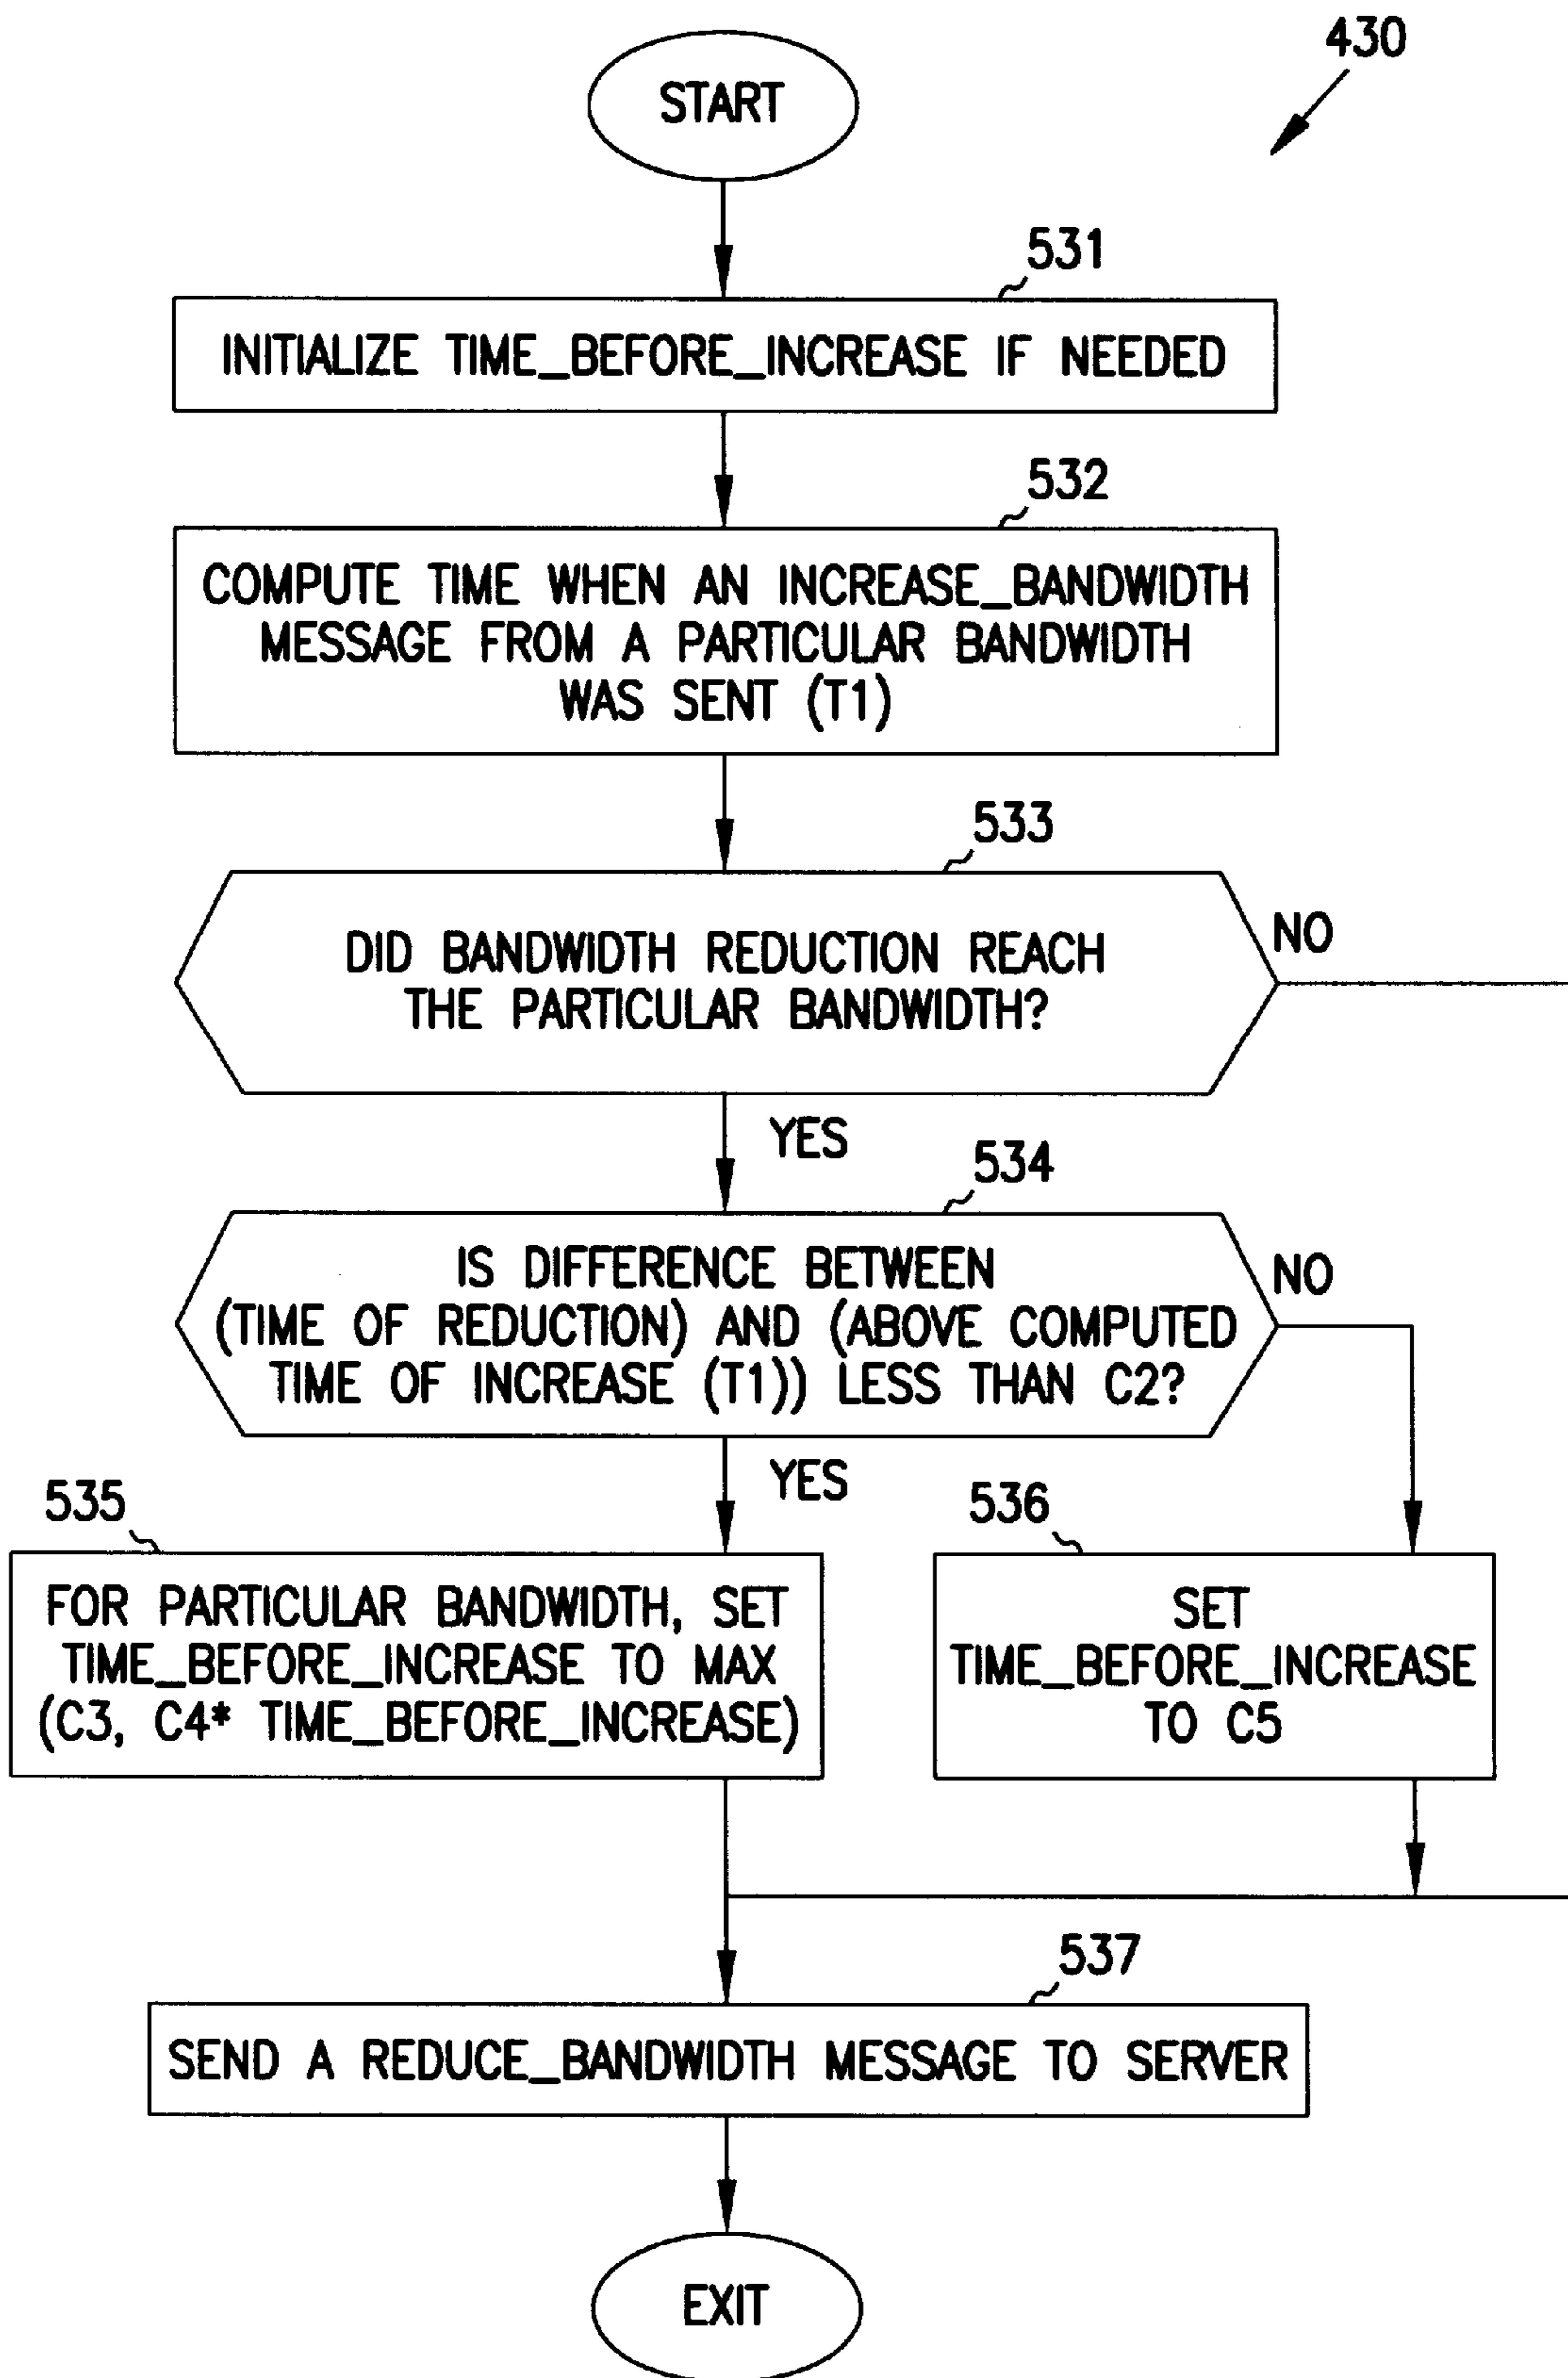 430
START
531
INITIALIZE TIME_BEFORE_INCREASE IF NEEDED
532
COMPUTE TIME WHEN AN INCREASE_BANDWIDTH
MESSAGE FROM A PARTICULAR BANDWIDTH
WAS SENT (T1)
533
DID BANDWIDTH REDUCTION REACH
THE PARTICULAR BANDWIDTH?
NO
YES
534
IS DIFFERENCE BETWEEN
(TIME OF REDUCTION) AND (ABOVE COMPUTED
TIME OF INCREASE (T1)) LESS THAN C2?
NO
YES
535
FOR PARTICULAR BANDWIDTH, SET
TIME_BEFORE_INCREASE TO MAX
(C3, C4* TIME_BEFORE_INCREASE)
536
SET
TIME_BEFORE_INCREASE
TO C5
537
SEND A REDUCE_BANDWIDTH MESSAGE TO SERVER
EXIT